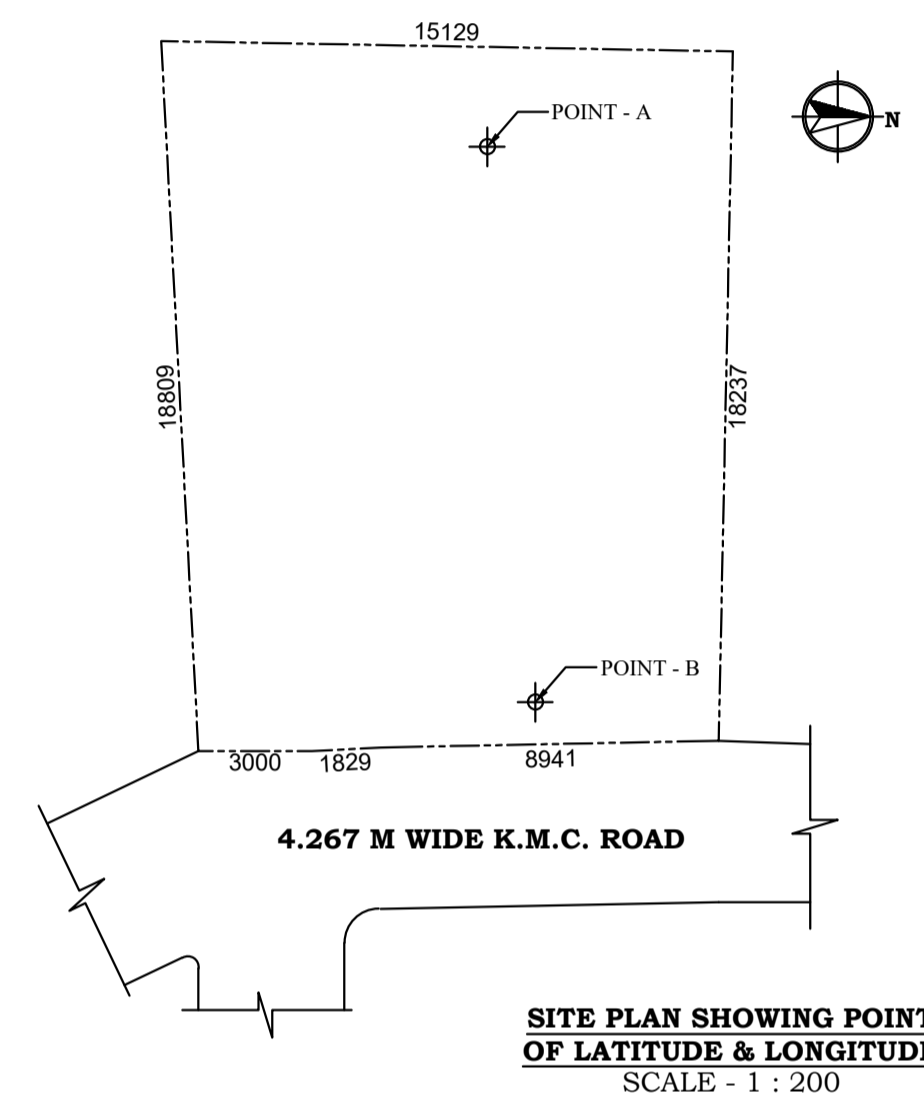 15129
POINT - A
N
18809
18237
POINT - B
3000 1829 8941
4.267 M WIDE K.M.C. ROAD
SITE PLAN SHOWING POINT
OF LATITUDE & LONGITUD
SCALE - 1 : 200